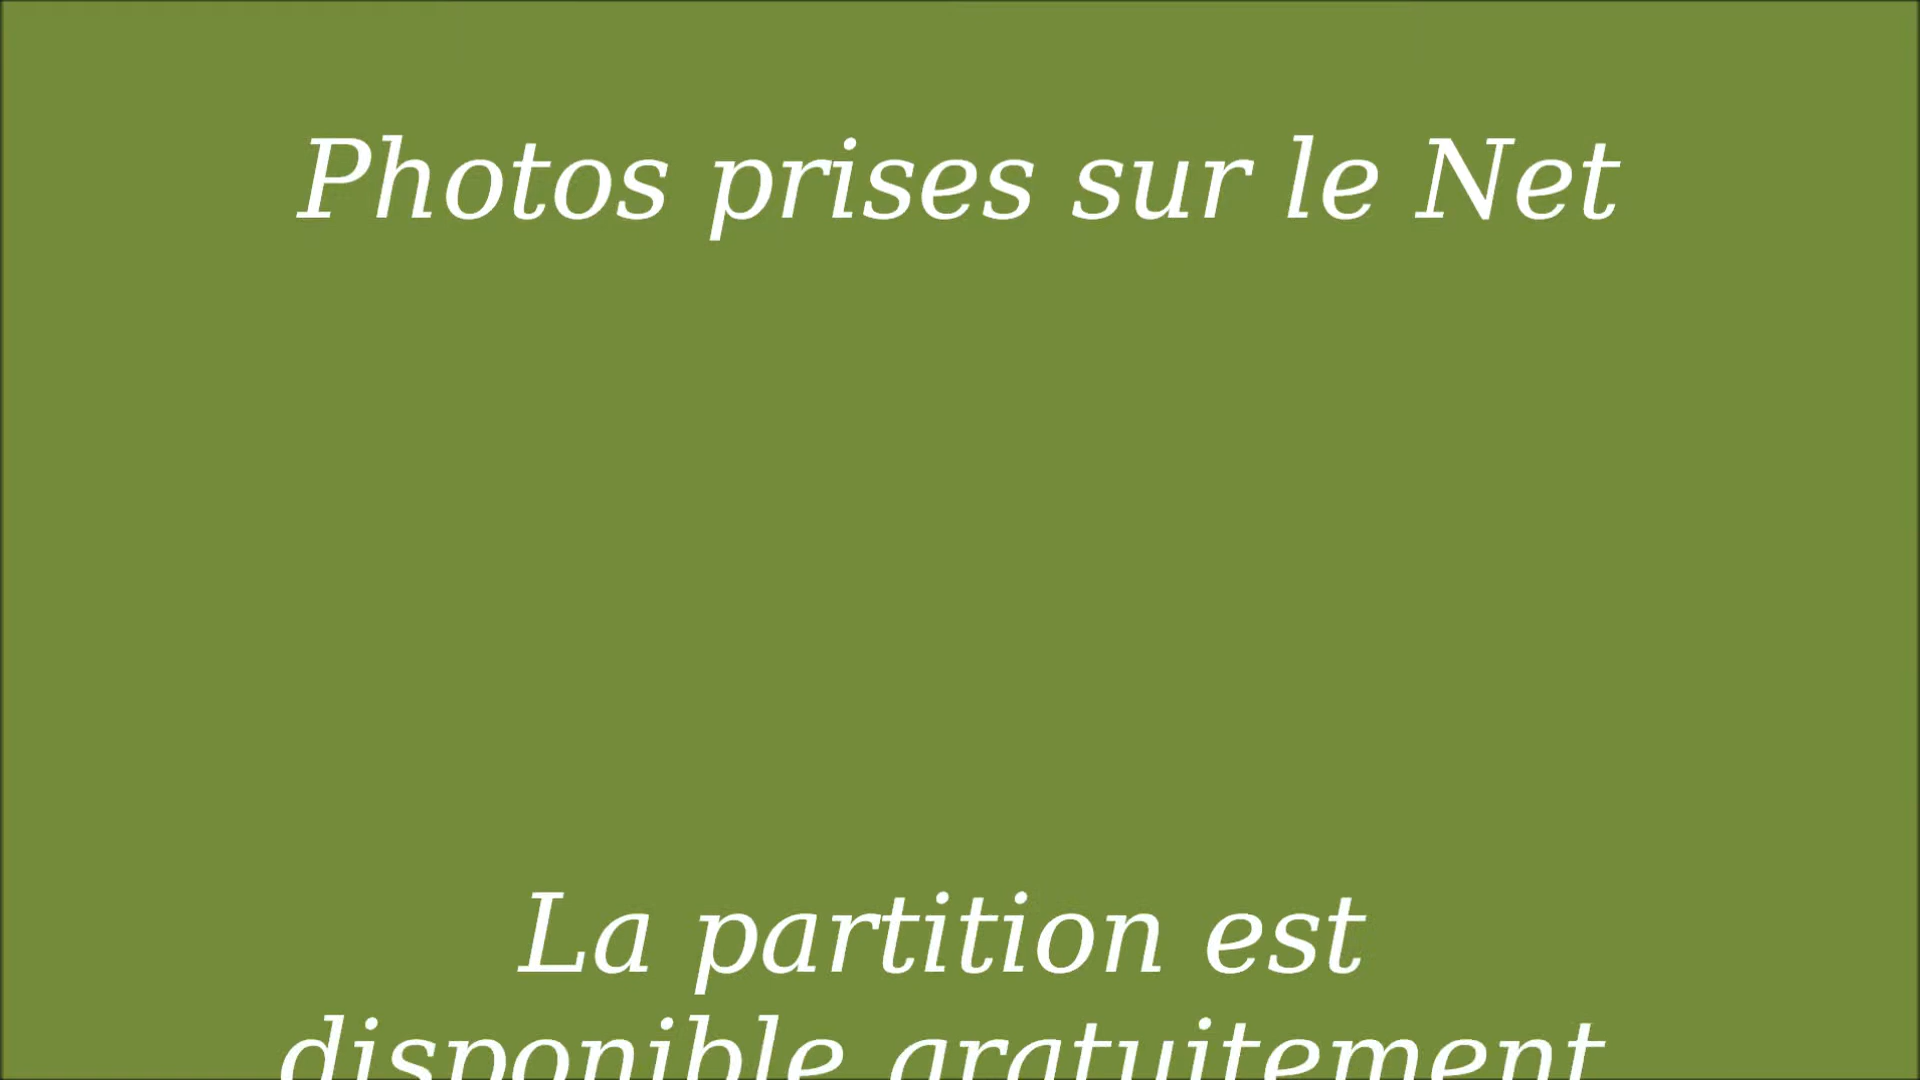 Photos prises sur le Net
La partition est
disponible gratuitement